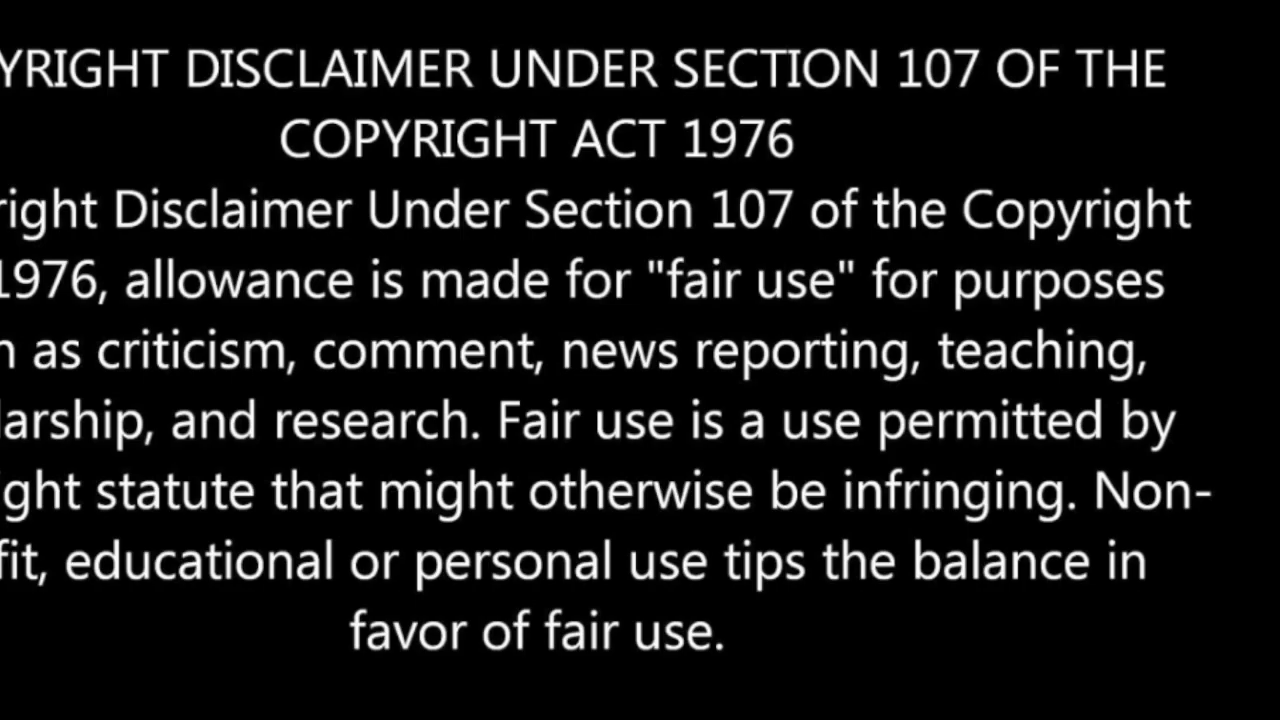 YRIGHT DISCLAIMER UNDER SECTION 107 OF THE
COPYRIGHT ACT 1976
right Disclaimer Under Section 107 of the Copyright
1976, allowance is made for "fair use" for purposes
h as criticism, comment, news reporting, teaching,
larship, and research. Fair use is a use permitted by
ight statute that might otherwise be infringing. Non-
fit, educational or personal use tips the balance in
favor of fair use.